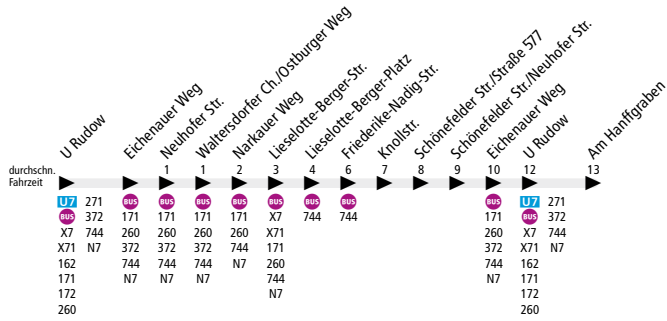 U Rudow
Eichenauer Weg
Neuhofer Str.
Waltersdorfer Ch./Ostburger Weg
Narkauer Weg
Lieselotte-Berger-Str.
Lieselotte-Berger-Platz
Friederike-Nadig-Str.
Knollstr.
Schönefelder Str./Straße 577
Schönefelder Str./Neuhofer Str.
Eichenauer Weg
U Rudow
Am Hanffgraben
durchschn. 1 1 2 3 4 6 7 8 9 10 12 13
Fahrzeit
U7 271 BUS BUS BUS BUS BUS BUS BUS BUS U7 271
BUS 372 171 171 171 171 X7 744 744 171 BUS 372
X7 744 260 260 260 260 X71 260 X7 744
X71 N7 372 372 372 744 171 372 X71 N7
162 744 744 744 N7 260 744 162
171 N7 N7 N7 744 N7 171
172 N7 172
260 260